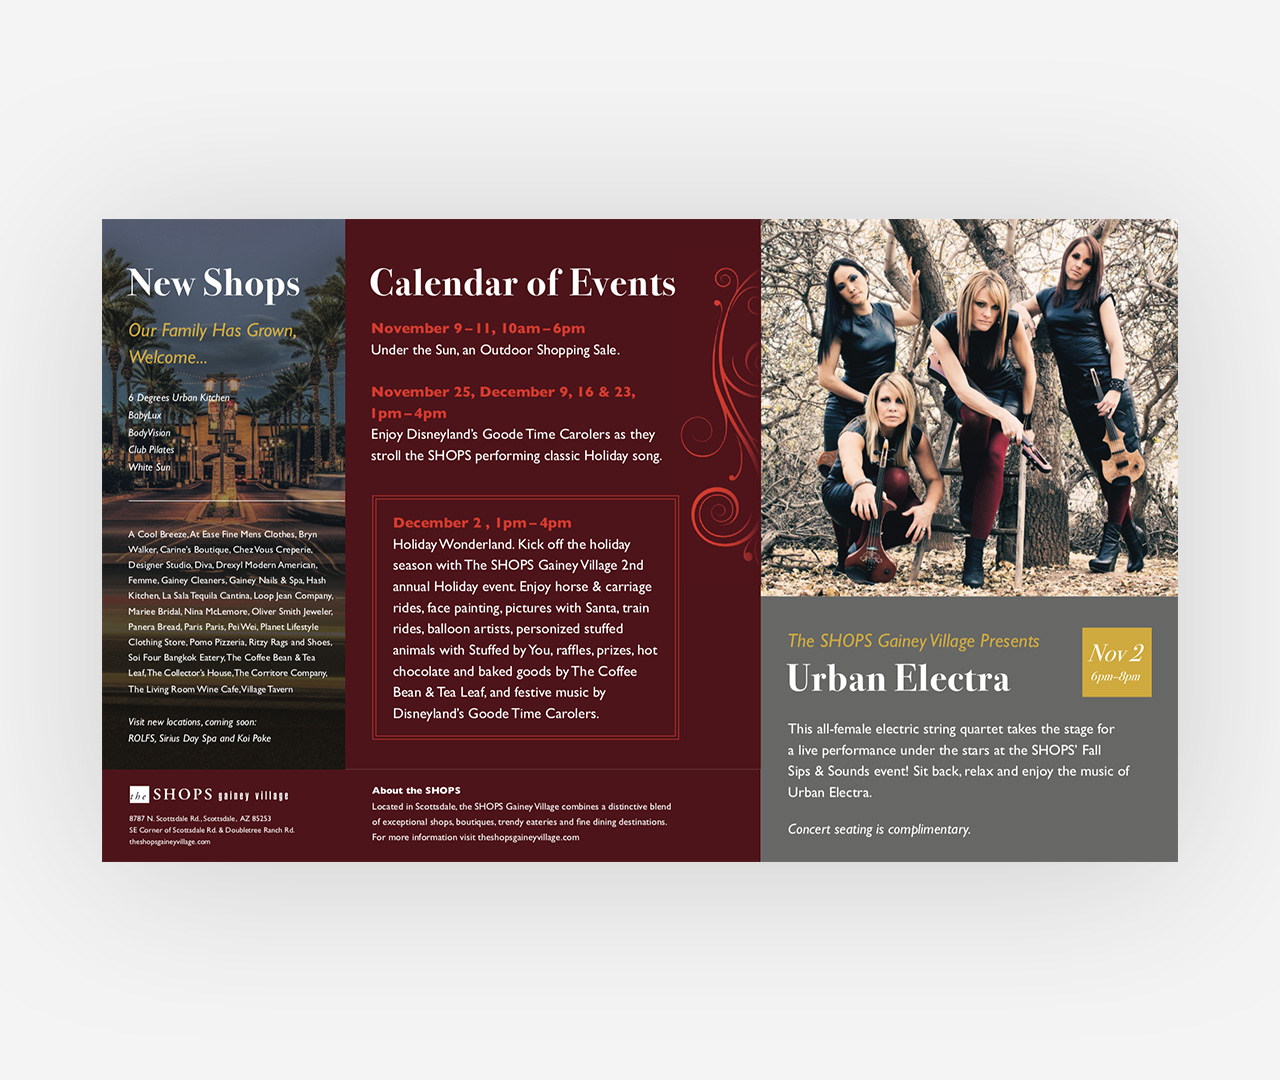 New Shops
Our Family Has Grown,
Welcome...
6 Degrees Urban Kitchen
BabyLux
BodyVision
Club Pilates
White Sun
A Cool Breeze, At Ease Fine Mens Clothes, Bryn
Walker, Carine's Boutique, Chez Vous Creperie,
Designer Studio, Diva, Drexyl Modern American,
Femme, Gainey Cleaners, Gainey Nails & Spa, Hash
Kitchen, La Sala Tequila Cantina, Loop Jean Company,
Mariee Bridal, Nina McLemore, Oliver Smith Jeweler,
Panera Bread, Paris Paris, Pei Wei, Planet Lifestyle
Clothing Store, Pomo Pizzeria, Ritzy Rags and Shoes,
Soi Four Bangkok Eatery, The Coffee Bean & Tea
Leaf, The Collector's House, The Corritore Company,
The Living Room Wine Cafe, Village Tavern
Visit new locations, coming soon:
ROLFS, Sirius Day Spa and Koi Poke
the SHOPS gainey village
8787 N. Scottsdale Rd., Scottsdale, AZ 85253
SE Corner of Scottsdale Rd. & Doubletree Ranch Rd.
theshopsgaineyvillage.com
Calendar of Events
November 9–11, 10am–6pm
Under the Sun, an Outdoor Shopping Sale.
November 25, December 9, 16 & 23,
1pm–4pm
Enjoy Disneyland's Goode Time Carolers as they
stroll the SHOPS performing classic Holiday song.
December 2 , 1pm–4pm
Holiday Wonderland. Kick off the holiday
season with The SHOPS Gainey Village 2nd
annual Holiday event. Enjoy horse & carriage
rides, face painting, pictures with Santa, train
rides, balloon artists, personized stuffed
animals with Stuffed by You, raffles, prizes, hot
chocolate and baked goods by The Coffee
Bean & Tea Leaf, and festive music by
Disneyland's Goode Time Carolers.
About the SHOPS
Located in Scottsdale, the SHOPS Gainey Village combines a distinctive blend
of exceptional shops, boutiques, trendy eateries and fine dining destinations.
For more information visit theshopsgaineyvillage.com
The SHOPS Gainey Village Presents
Urban Electra
Nov 2
6pm–8pm
This all-female electric string quartet takes the stage for
a live performance under the stars at the SHOPS' Fall
Sips & Sounds event! Sit back, relax and enjoy the music of
Urban Electra.
Concert seating is complimentary.